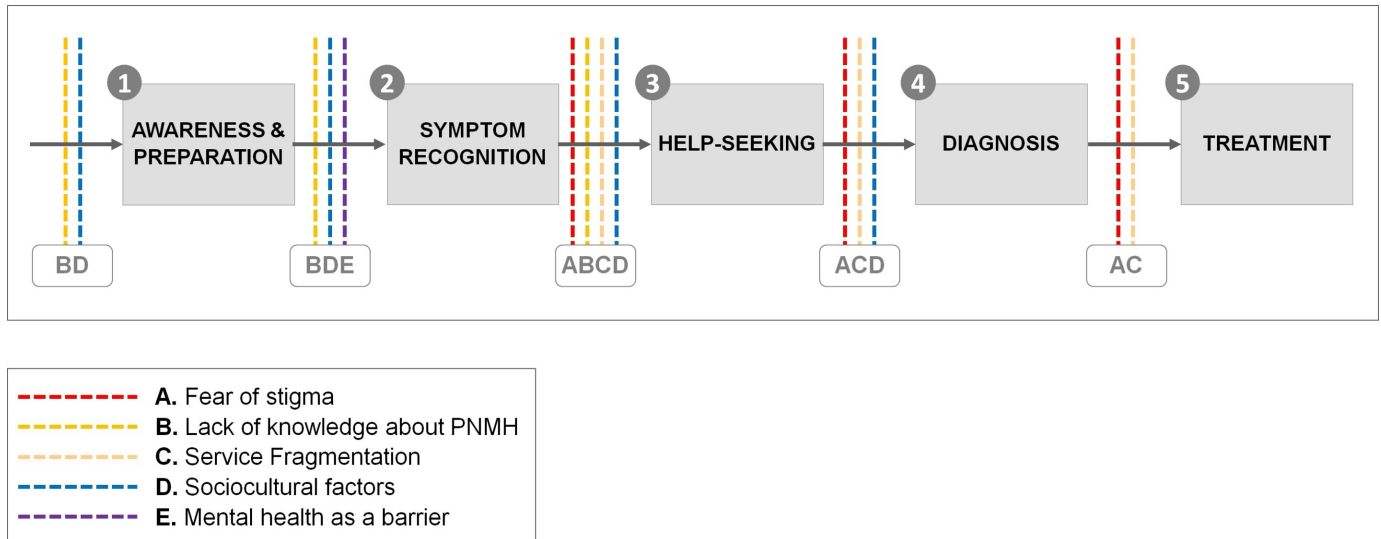 1
AWARENESS &
PREPARATION
2
SYMPTOM
RECOGNITION
3
HELP-SEEKING
4
DIAGNOSIS
5
TREATMENT
BD
BDE
ABCD
ACD
AC
A. Fear of stigma
B. Lack of knowledge about PNMH
C. Service Fragmentation
D. Sociocultural factors
E. Mental health as a barrier